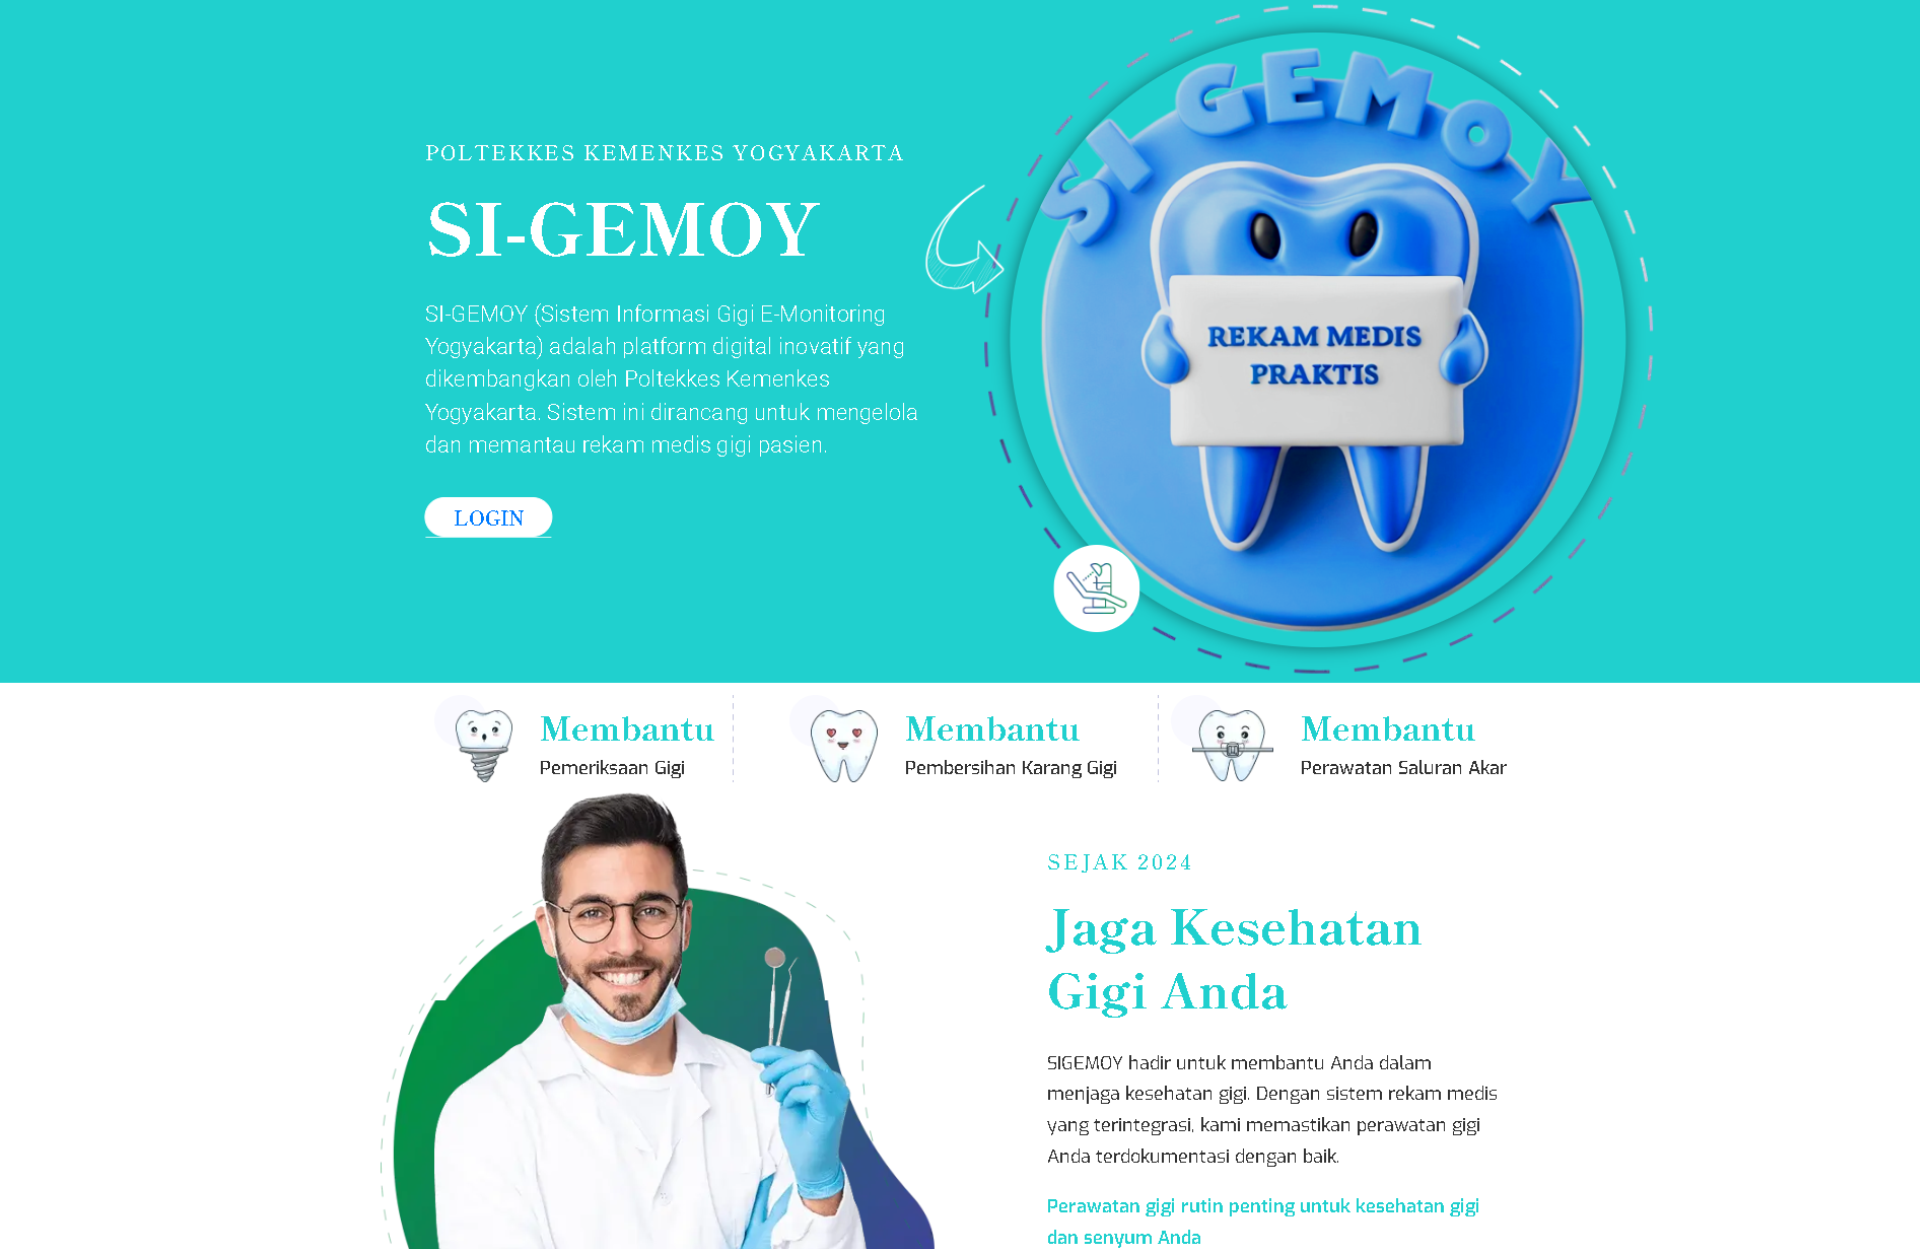 POLTEKKES KEMENKES YOGYAKARTA
SI-GEMOY
SI-GEMOY (Sistem Informasi Gigi E-Monitoring
Yogyakarta) adalah platform digital inovatif yang
dikembangkan oleh Poltekkes Kemenkes
Yogyakarta. Sistem ini dirancang untuk mengelola
dan memantau rekam medis gigi pasien.
LOGIN
SI GEMOY
REKAM MEDIS
PRAKTIS
Membantu
Pemeriksaan Gigi
Membantu
Pembersihan Karang Gigi
Membantu
Perawatan Saluran Akar
SEJAK 2024
Jaga Kesehatan
Gigi Anda
SIGEMOY hadir untuk membantu Anda dalam
menjaga kesehatan gigi. Dengan sistem rekam medis
yang terintegrasi, kami memastikan perawatan gigi
Anda terdokumentasi dengan baik.
Perawatan gigi rutin penting untuk kesehatan gigi
dan senyum Anda